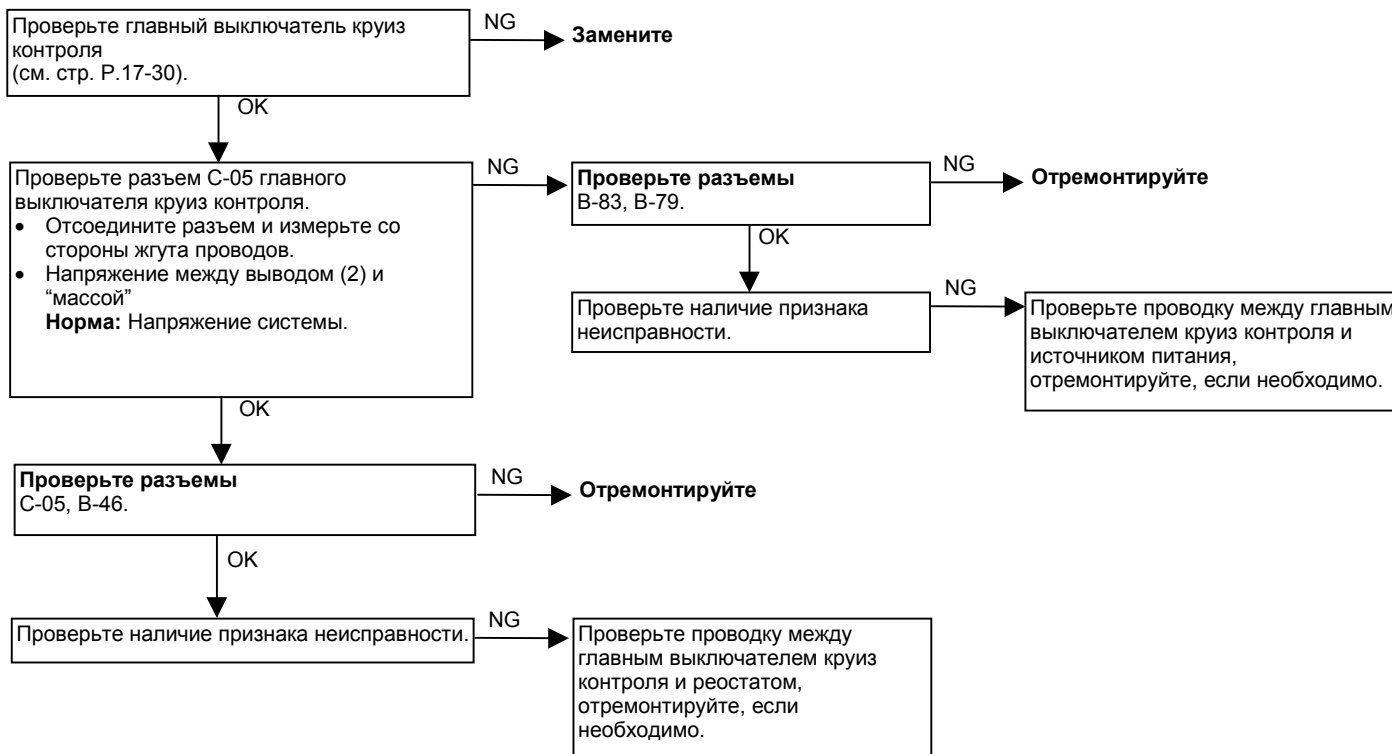 Проверьте главный выключатель круиз
контроля
(см. стр. P.17-30).
NG
Замените
OK
Проверьте разъем C-05 главного
выключателя круиз контроля.
• Отсоедините разъем и измерьте со
стороны жгута проводов.
• Напряжение между выводом (2) и
“массой”
Норма: Напряжение системы.
NG
Проверьте разъемы
B-83, B-79.
NG
Отремонтируйте
OK
Проверьте наличие признака
неисправности.
NG
Проверьте проводку между главным
выключателем круиз контроля и
источником питания,
отремонтируйте, если необходимо.
OK
Проверьте разъемы
C-05, B-46.
NG
Отремонтируйте
OK
Проверьте наличие признака неисправности.
NG
Проверьте проводку между
главным выключателем круиз
контроля и реостатом,
отремонтируйте, если
необходимо.